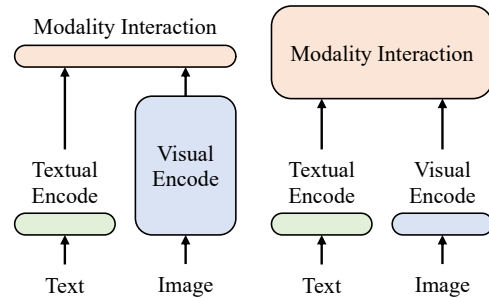 Modality Interaction
Textual
Encode
Visual
Encode
Text
Image
Modality Interaction
Textual
Encode
Visual
Encode
Text
Image